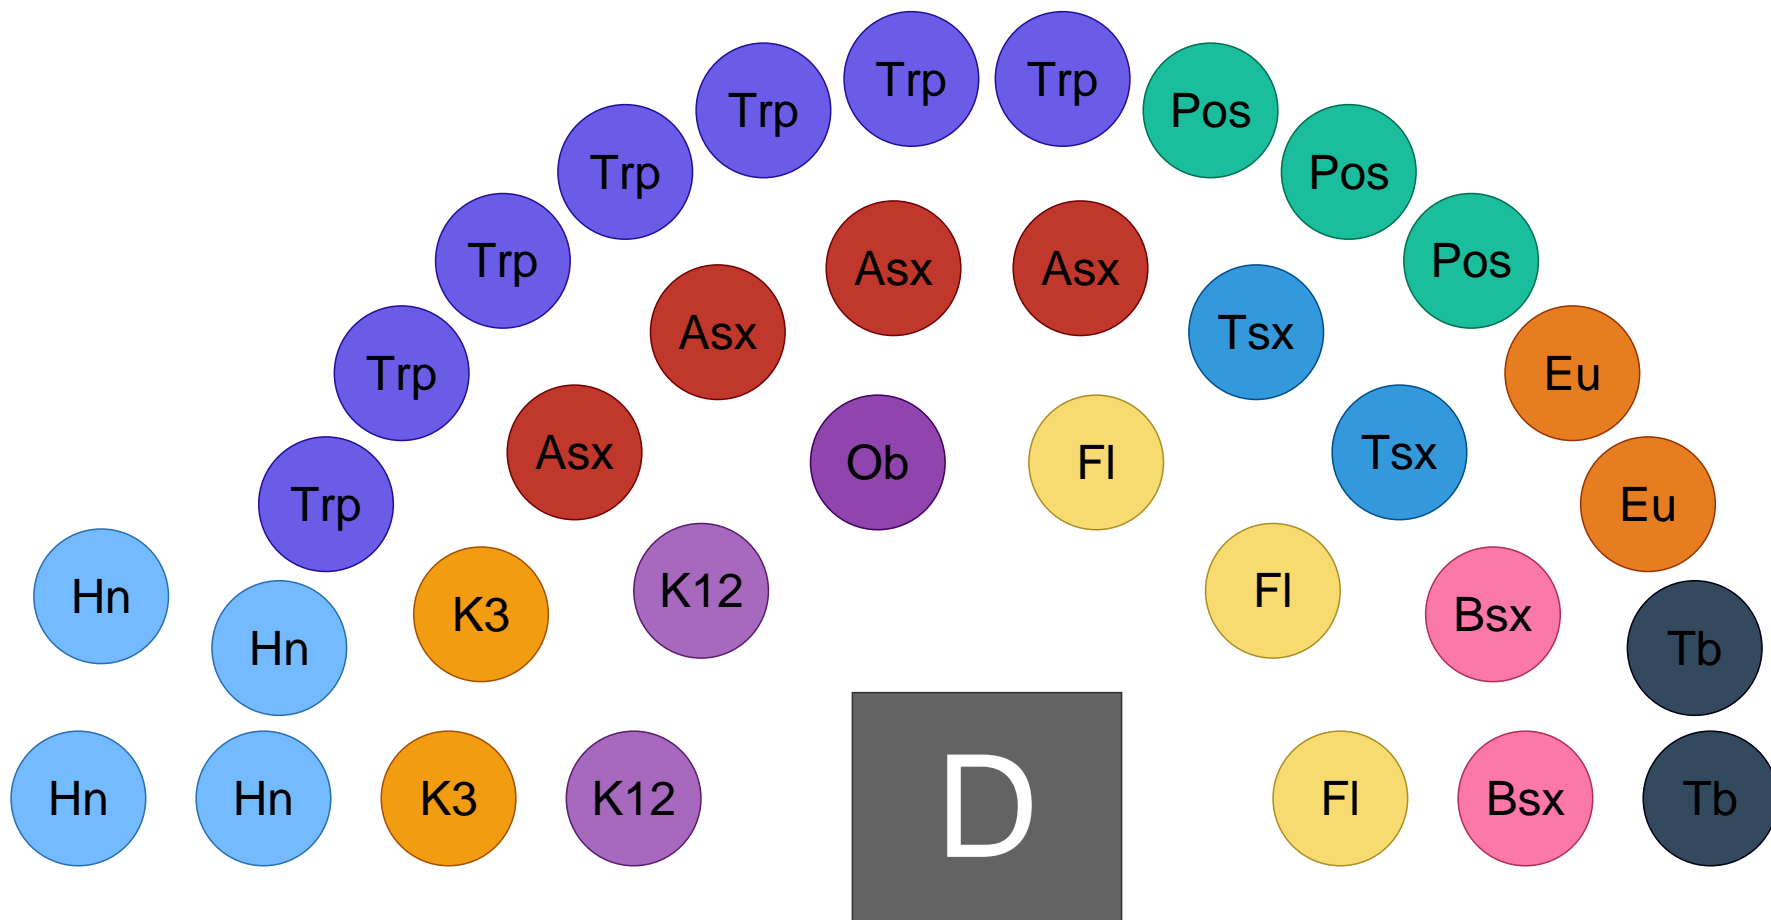 Trp Trp
Trp Pos
Trp Pos
Trp Pos
Asx Asx
Asx Tsx
Trp Eu
Asx Tsx
Ob Fl
Trp Eu
Hn K12 Fl
K3 Bsx
Hn Tb
Hn Hn K3 K12 D Fl Bsx Tb